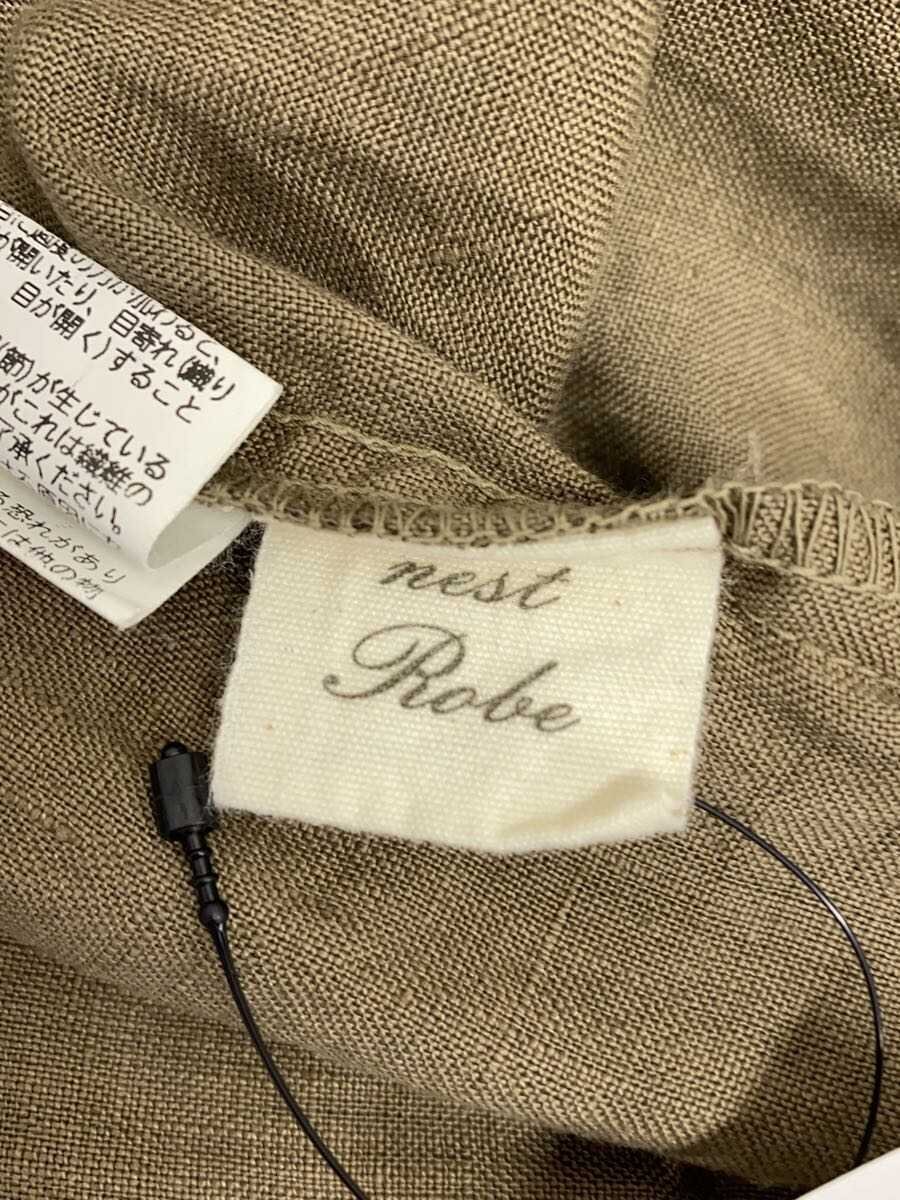 が開いたり、目寄れ(織り
目が開く)すること
(節)が生じている
がこれは繊維の
承ください。
る恐れがあり
は他の物
nest
Robe